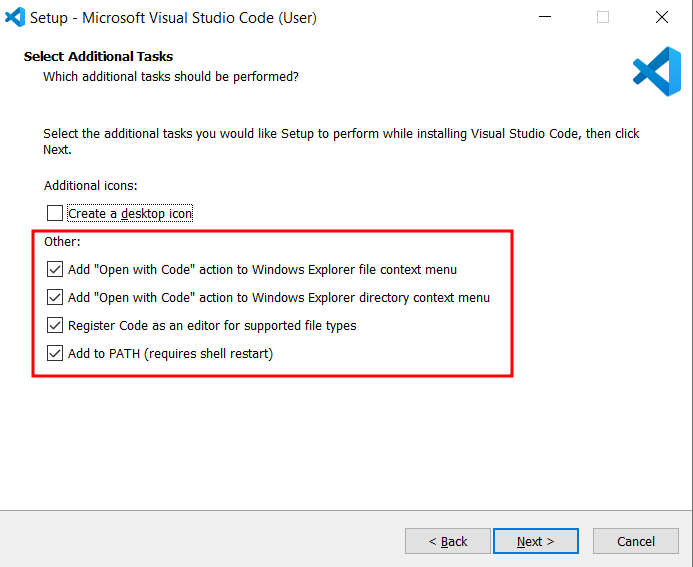 Setup - Microsoft Visual Studio Code (User)
Select Additional Tasks
Which additional tasks should be performed?
Select the additional tasks you would like Setup to perform while installing Visual Studio Code, then click
Next.
Additional icons:
Create a desktop icon
Other:
Add "Open with Code" action to Windows Explorer file context menu
Add "Open with Code" action to Windows Explorer directory context menu
Register Code as an editor for supported file types
Add to PATH (requires shell restart)
< Back
Next >
Cancel